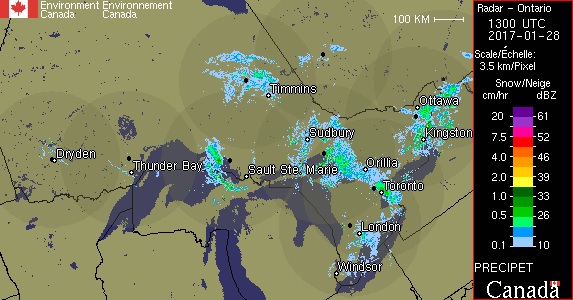 Environment Environnement
Canada Canada
100 KM
Radar - Ontario
1300 UTC
2017-01-28
Scale/Échelle:
3.5 km/Pixel
Snow/Neige
cm/hr dBZ
20 61
7.5 52
4.0 46
2.0 39
1.0 33
0.5 26
0.1 10
PRECIPET
Canada
Timmins
Ottawa
Sudbury
Kingston
Dryden
Thunder Bay
Sault Ste. Marie
Orillia
Toronto
London
Windsor